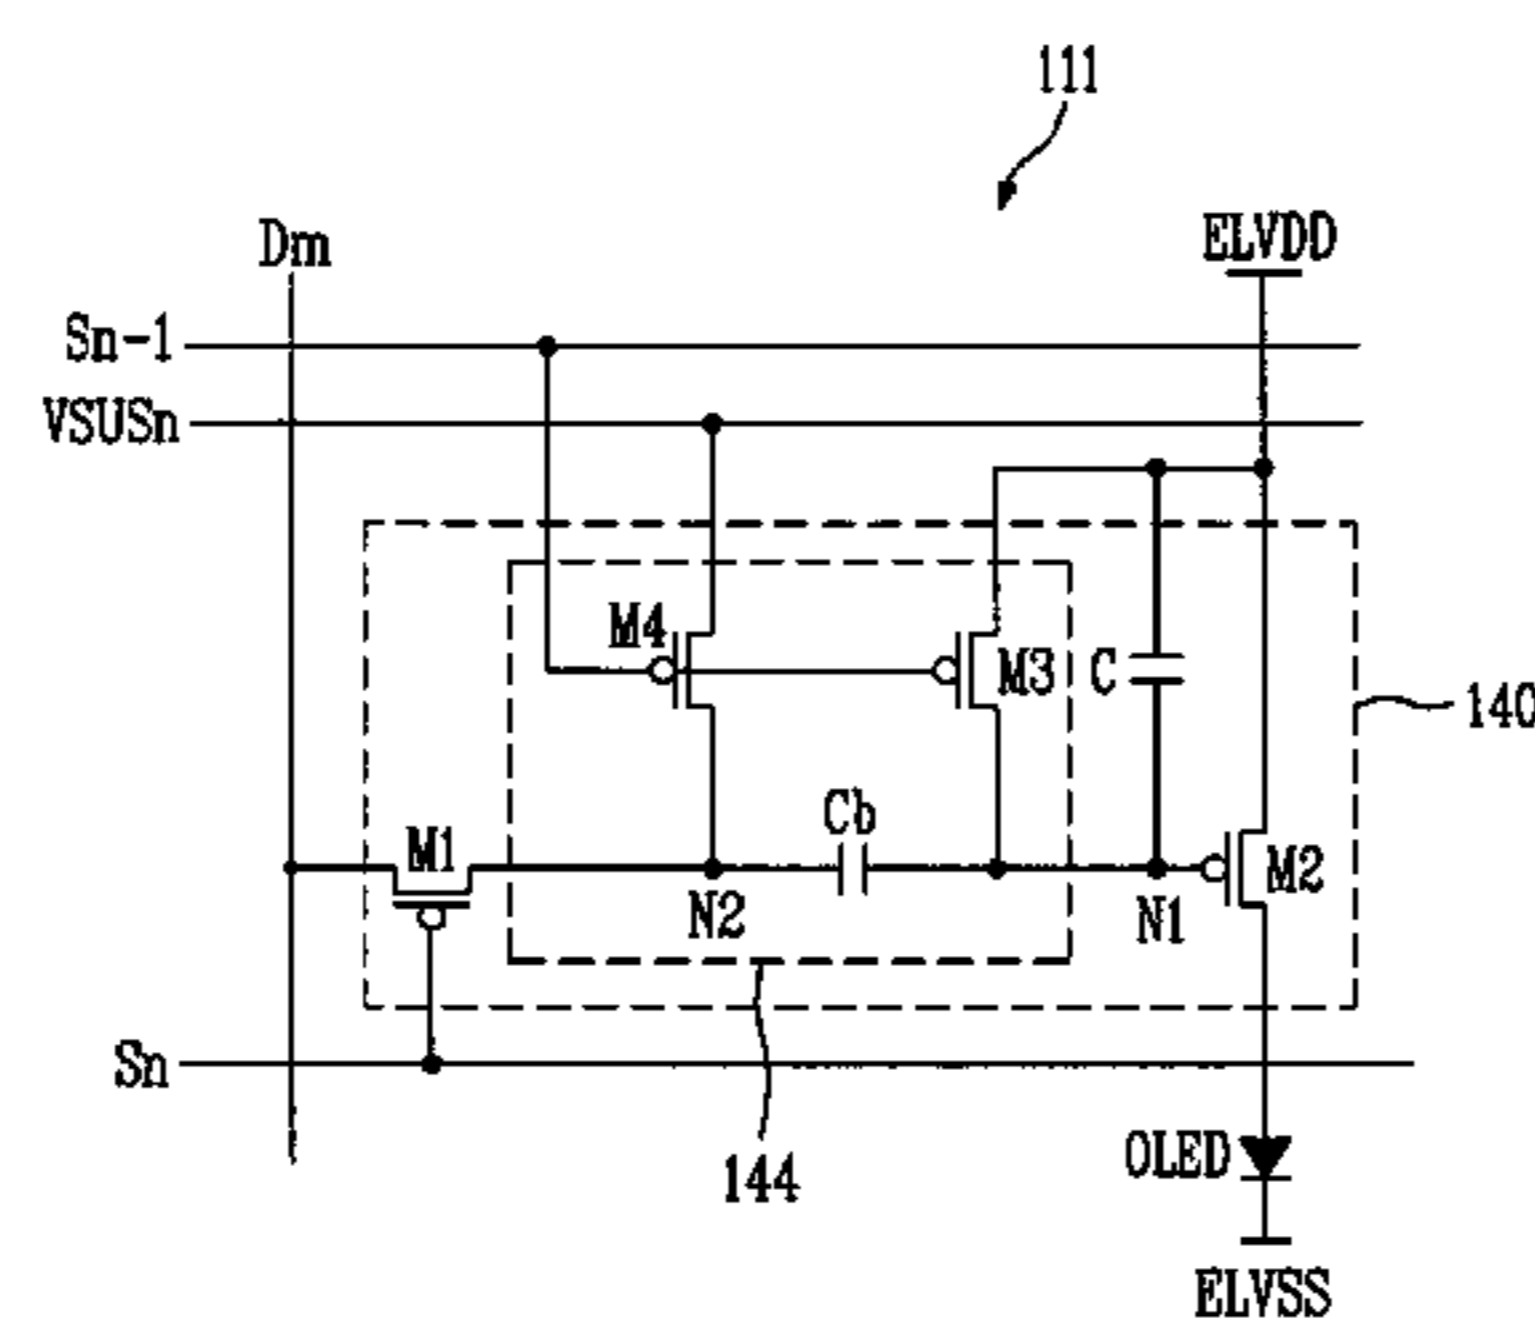 111
Dm
ELVDD
Sn-1
VSUSn
M4
M3
C
140
Cb
M1
M2
N2
N1
Sn
OLED
144
ELVSS